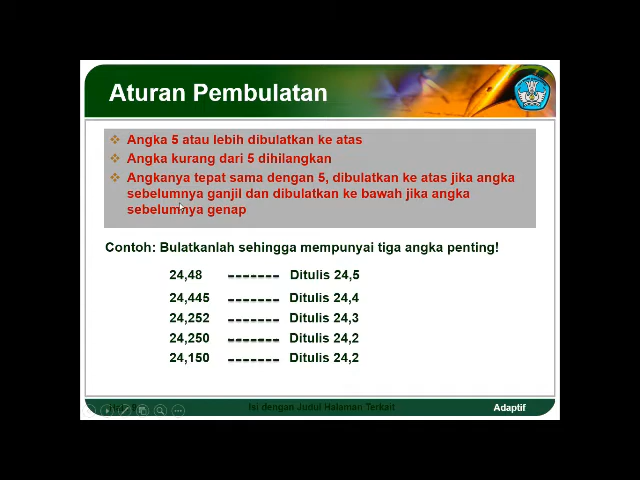 Aturan Pembulatan
Angka 5 atau lebih dibulatkan ke atas
Angka kurang dari 5 dihilangkan
Angkanya tepat sama dengan 5, dibulatkan ke atas jika angka
sebelumnya ganjil dan dibulatkan ke bawah jika angka
sebelumnya genap
Contoh: Bulatkanlah sehingga mempunyai tiga angka penting!
24,48 ------- Ditulis 24,5
24,445 ------- Ditulis 24,4
24,252 ------- Ditulis 24,3
24,250 ------- Ditulis 24,2
24,150 ------- Ditulis 24,2
Isi dengan Judul Halaman Terkait
Adaptif